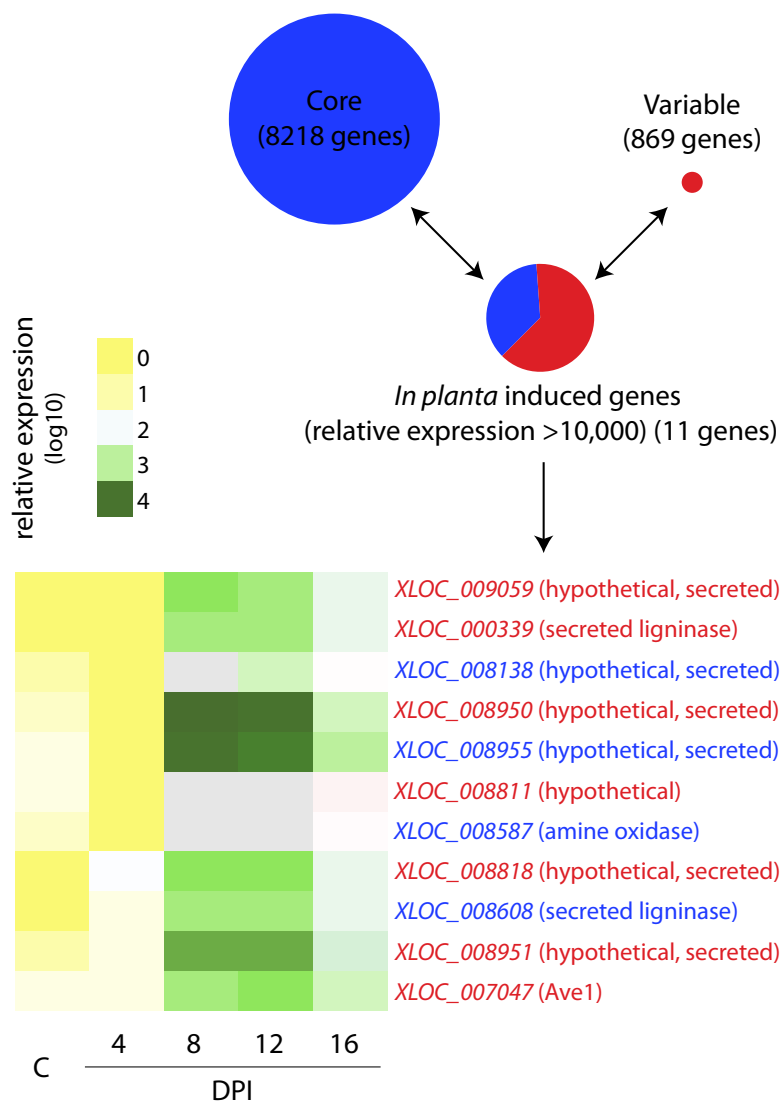 Core
(8218 genes)
Variable
(869 genes)
In planta induced genes
(relative expression >10,000) (11 genes)
relative expression
(log10)
0
1
2
3
4
XLOC_009059 (hypothetical, secreted)
XLOC_000339 (secreted ligninase)
XLOC_008138 (hypothetical, secreted)
XLOC_008950 (hypothetical, secreted)
XLOC_008955 (hypothetical, secreted)
XLOC_008811 (hypothetical)
XLOC_008587 (amine oxidase)
XLOC_008818 (hypothetical, secreted)
XLOC_008608 (secreted ligninase)
XLOC_008951 (hypothetical, secreted)
XLOC_007047 (Ave1)
C
4 8 12 16
DPI